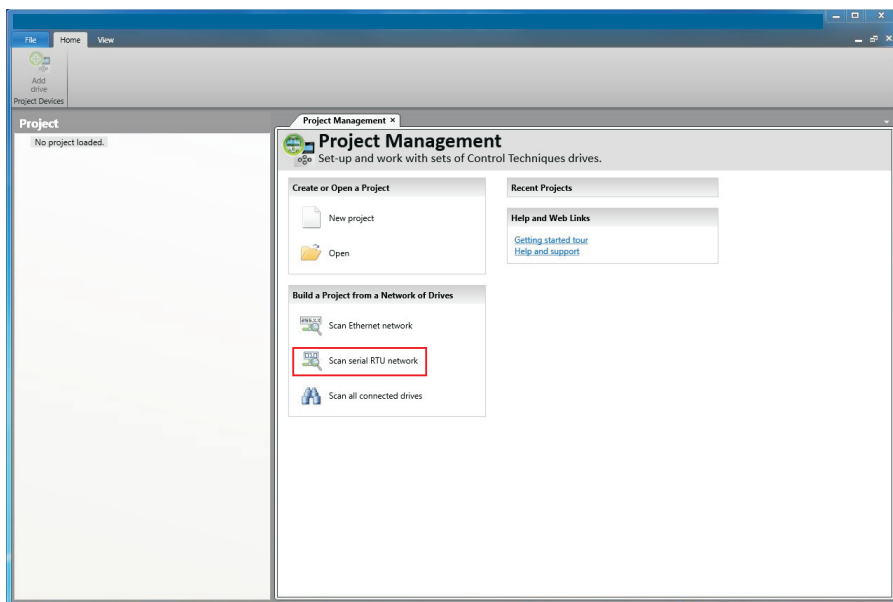 File Home View
Add
drive
Project Devices
Project
No project loaded.
Project Management ×
Project Management
Set-up and work with sets of Control Techniques drives.
Create or Open a Project
New project
Open
Build a Project from a Network of Drives
Scan Ethernet network
Scan serial RTU network
Scan all connected drives
Recent Projects
Help and Web Links
Getting started tour
Help and support